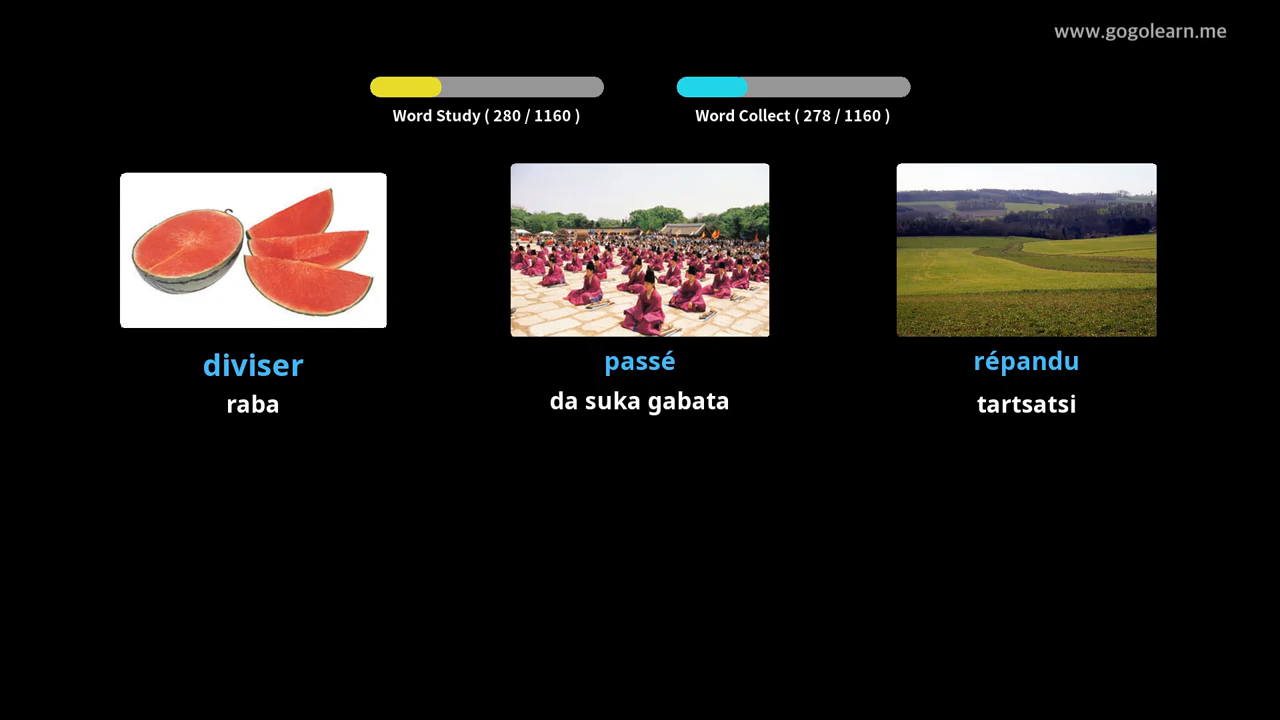 www.gogolearn.me
Word Study ( 280 / 1160 )
Word Collect ( 278 / 1160 )
diviser
raba
passé
da suka gabata
répandu
tartsatsi